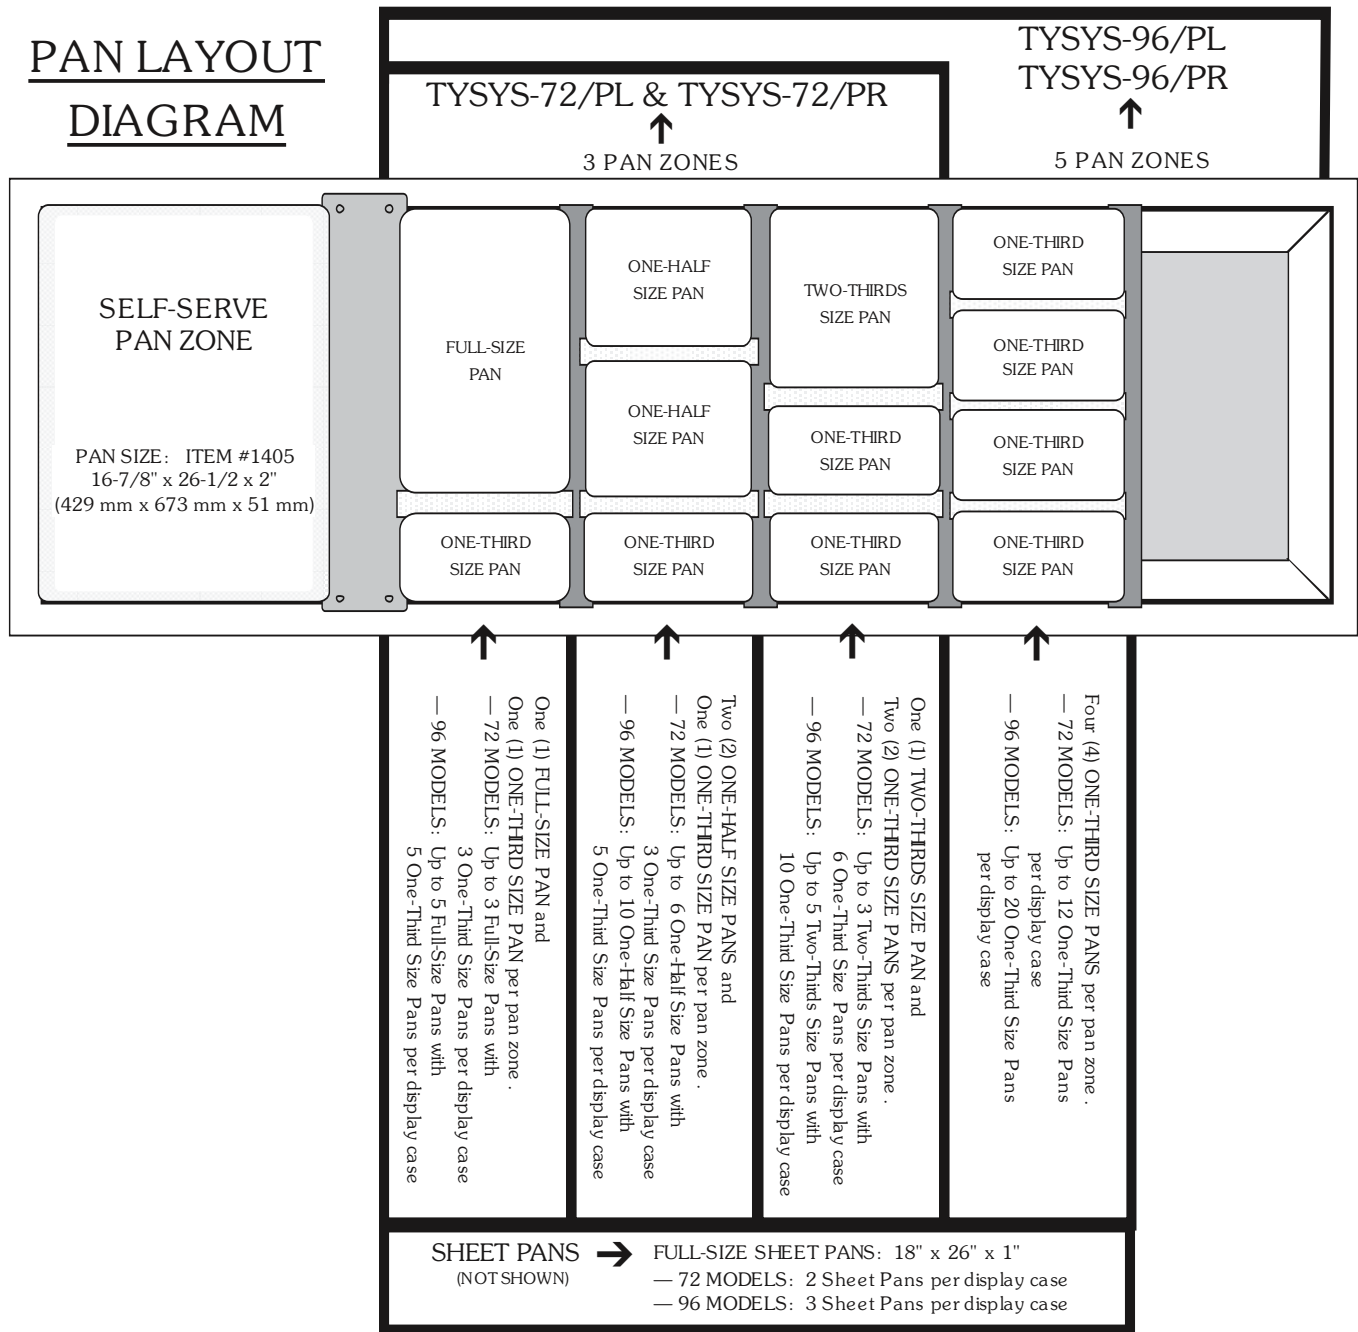 PAN LAYOUT
DIAGRAM
TYSYS-72/PL & TYSYS-72/PR
3 PAN ZONES
TYSYS-96/PL
TYSYS-96/PR
5 PAN ZONES
SELF-SERVE
PAN ZONE
PAN SIZE: ITEM #1405
16-7/8" x 26-1/2 x 2"
(429 mm x 673 mm x 51 mm)
FULL-SIZE
PAN
ONE-THIRD
SIZE PAN
ONE-HALF
SIZE PAN
ONE-HALF
SIZE PAN
ONE-THIRD
SIZE PAN
TWO-THIRDS
SIZE PAN
ONE-THIRD
SIZE PAN
ONE-THIRD
SIZE PAN
ONE-THIRD
SIZE PAN
ONE-THIRD
SIZE PAN
ONE-THIRD
SIZE PAN
ONE-THIRD
SIZE PAN
One (1) FULL-SIZE PAN and
One (1) ONE-THIRD SIZE PAN per pan zone .
— 72 MODELS: Up to 3 Full-Size Pans with
3 One-Third Size Pans per display case
— 96 MODELS: Up to 5 Full-Size Pans with
5 One-Third Size Pans per display case
Two (2) ONE-HALF SIZE PANS and
One (1) ONE-THIRD SIZE PAN per pan zone .
— 72 MODELS: Up to 6 One-Half Size Pans with
3 One-Third Size Pans per display case
— 96 MODELS: Up to 10 One-Half Size Pans with
5 One-Third Size Pans per display case
One (1) TWO-THIRDS SIZE PAN and
Two (2) ONE-THIRD SIZE PANS per pan zone .
— 72 MODELS: Up to 3 Two-Thirds Size Pans with
6 One-Third Size Pans per display case
— 96 MODELS: Up to 5 Two-Thirds Size Pans with
10 One-Third Size Pans per display case
Four (4) ONE-THIRD SIZE PANS per pan zone .
— 72 MODELS: Up to 12 One-Third Size Pans
per display case
— 96 MODELS: Up to 20 One-Third Size Pans
per display case
SHEET PANS
(NOT SHOWN)
FULL-SIZE SHEET PANS: 18" x 26" x 1"
— 72 MODELS: 2 Sheet Pans per display case
— 96 MODELS: 3 Sheet Pans per display case